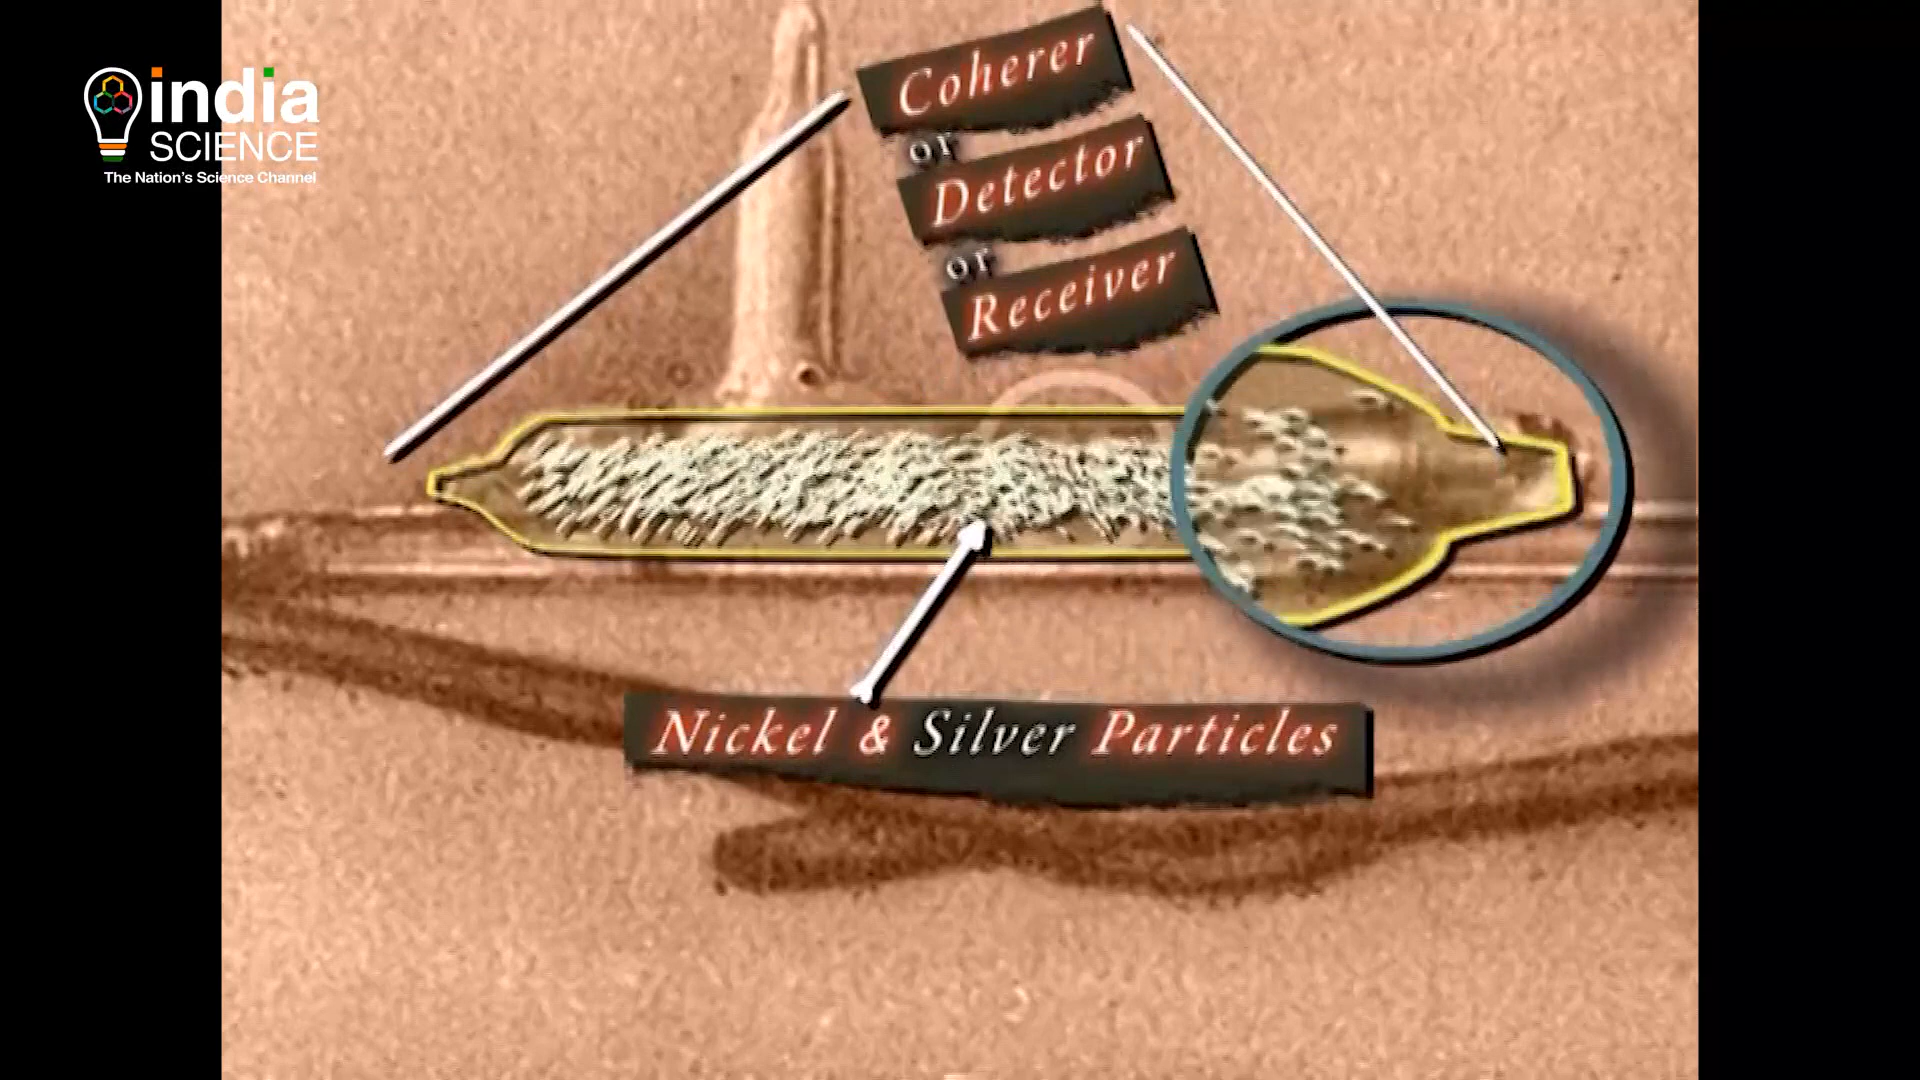 india
SCIENCE
The Nation's Science Channel
Coherer
or
Detector
or
Receiver
Nickel & Silver Particles